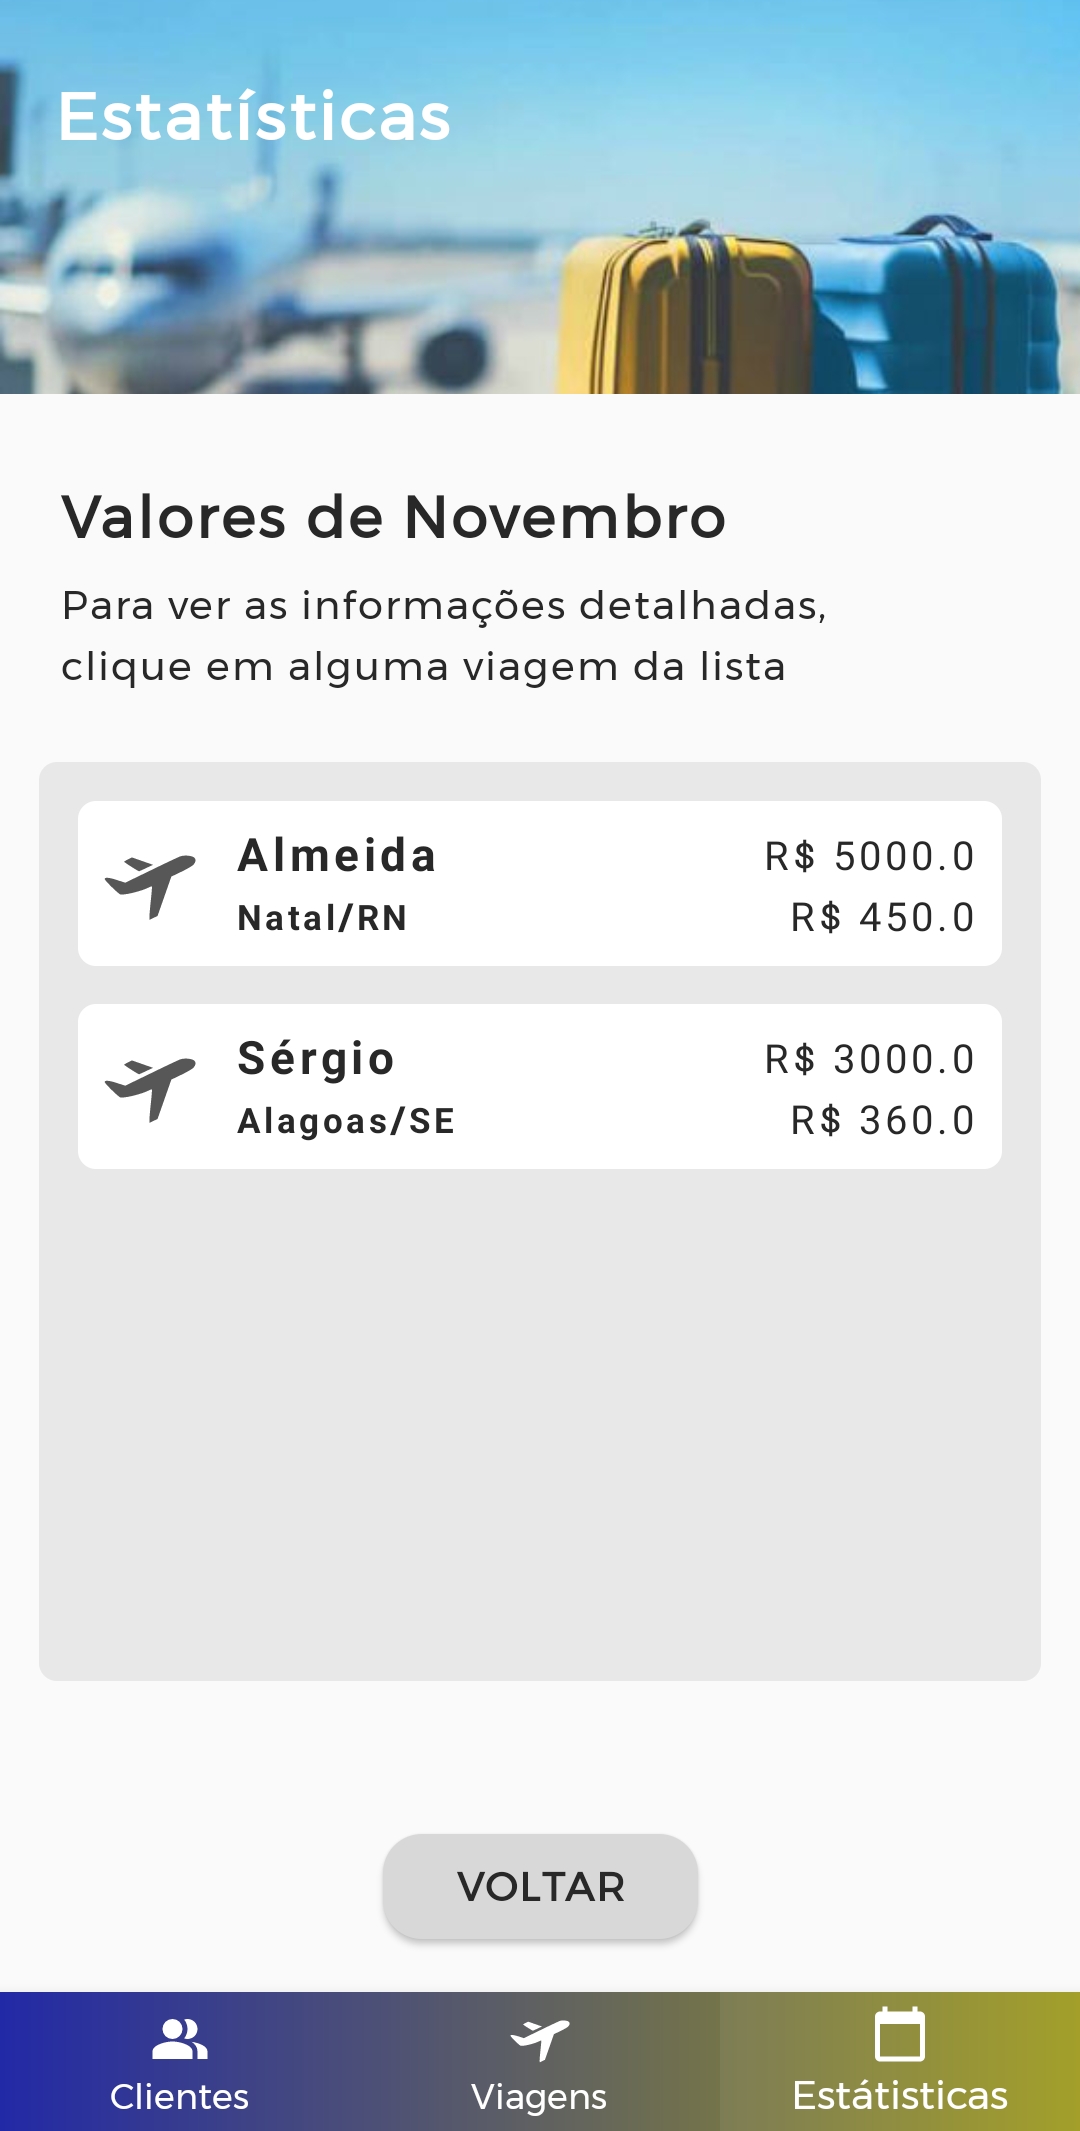 Estatísticas
Valores de Novembro
Para ver as informações detalhadas,
clique em alguma viagem da lista
Almeida R$ 5000.0
Natal/RN R$ 450.0
Sérgio R$ 3000.0
Alagoas/SE R$ 360.0
VOLTAR
Clientes Viagens Estátisticas